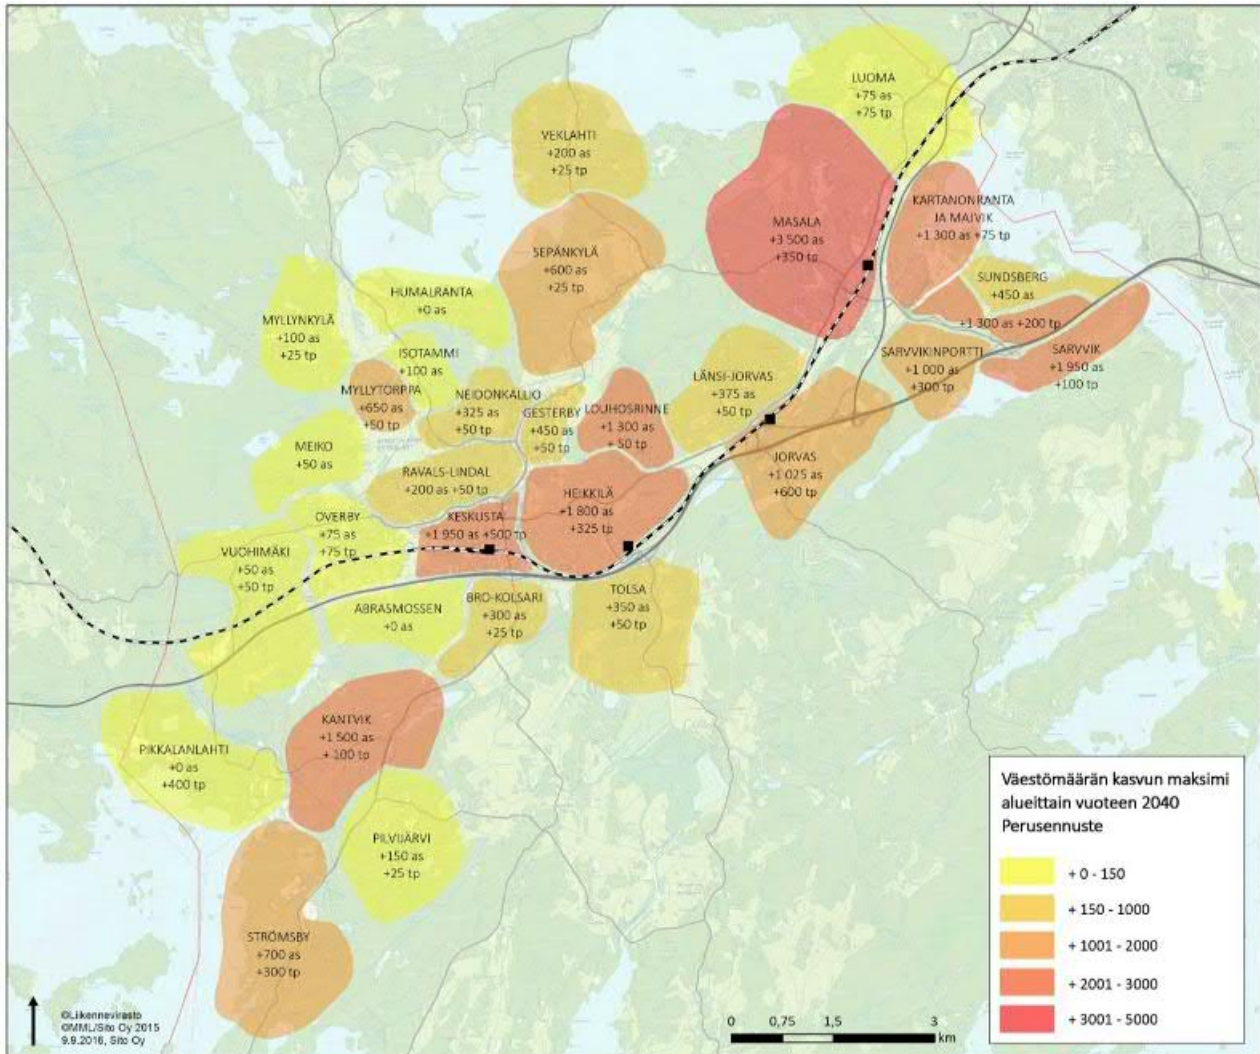 LUOMA
+75 as
+75 tp
VEKLAHTI
+200 as
+25 tp
MASALA
+3 500 as
+350 tp
KARTANONRANTA
JA MAJVIK
+1 300 as +75 tp
SEPÄNKYLÄ
+600 as
+25 tp
SUNDSBERG
+450 as
+1 300 as +200 tp
HUMALRANTA
+0 as
MYLLYNKYLÄ
+100 as
+25 tp
ISOTAMMI
+100 as
SARVVIKINPORTTI
+1 000 as
+300 tp
SARVVIK
+1 950 as
+100 tp
LÄNSI-JORVAS
+375 as
+50 tp
MYLLYTORPPA
+650 as
+50 tp
NEIDONKALLIO
+325 as
+50 tp
GESTERBY
+450 as
+50 tp
LOUHOSRINNE
+1 300 as
+ 50 tp
MEIKO
+50 as
JORVAS
+1 025 as
+600 tp
RAVALS-LINDAL
+200 as +50 tp
HEIKKILÄ
+1 800 as
+325 tp
ÖVERBY
+75 as
+75 tp
KESKUSTA
+1 950 as +500 tp
VUOHIMÄKI
+50 as
+50 tp
ÅBRASMOSSEN
+0 as
BRO-KOLSARI
+300 as
+25 tp
TOLSA
+350 as
+50 tp
KANTVIK
+1 500 as
+100 tp
PIKKALANLAHTI
+0 as
+400 tp
PILVIJÄRVI
+150 as
+25 tp
STRÖMSBY
+700 as
+300 tp
Väestömäärän kasvun maksimi
alueittain vuoteen 2040
Perusennuste
+ 0 - 150
+ 150 - 1000
+ 1001 - 2000
+ 2001 - 3000
+ 3001 - 5000
©Liikennevirasto
©MML/Sito Oy 2015
9.9.2016, Sito Oy
0 0,75 1,5 3
km